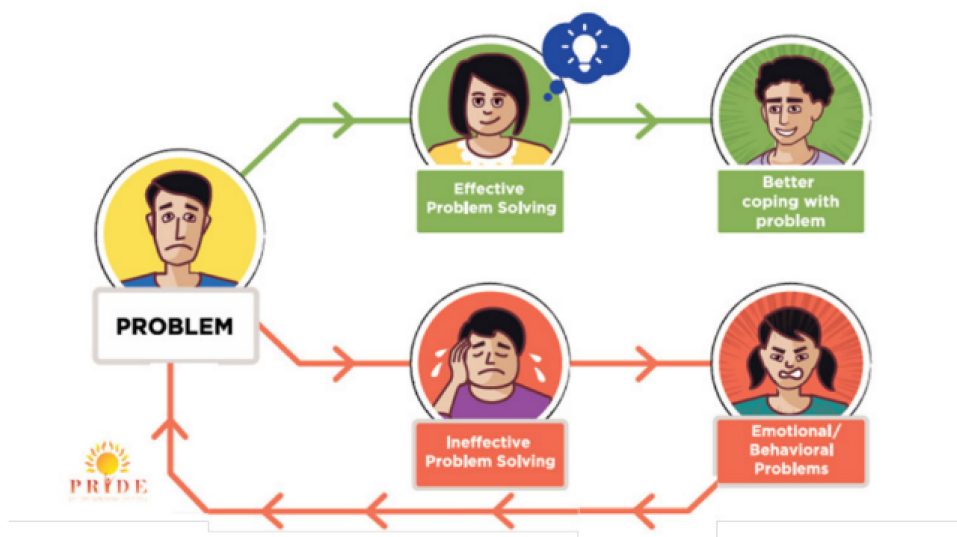 Effective
Problem Solving
Better
coping with
problem
PROBLEM
Ineffective
Problem Solving
Emotional/
Behavioral
Problems
PRIDE